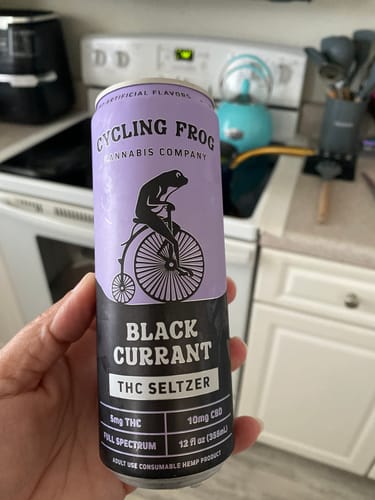 NO ARTIFICIAL FLAVORS
CYCLING FROG
CANNABIS COMPANY
BLACK
CURRANT
THC SELTZER
5mg THC
10mg CBD
FULL SPECTRUM
12 fl oz (355mL)
ADULT USE CONSUMABLE HEMP PRODUCT